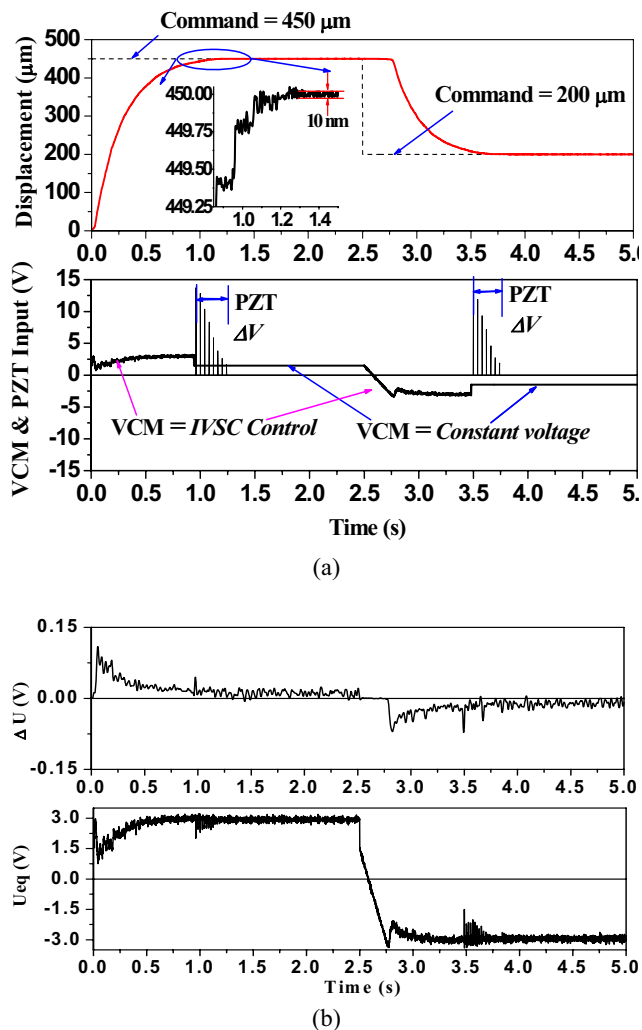 (a)
Command = 450 μm
500
400
300
200
100
0
Displacement (μm)
450.00
449.75
449.50
449.25
1.0 1.2 1.4
10 nm
Command = 200 μm
0.0 0.5 1.0 1.5 2.0 2.5 3.0 3.5 4.0 4.5 5.0
15
10
5
0
-5
-10
-15
VCM & PZT Input (V)
PZT
ΔV
PZT
ΔV
VCM = IVSC Control
VCM = Constant voltage
0.0 0.5 1.0 1.5 2.0 2.5 3.0 3.5 4.0 4.5 5.0
Time (s)
(a)
0.15
0.00
-0.15
ΔU (V)
0.0 0.5 1.0 1.5 2.0 2.5 3.0 3.5 4.0 4.5 5.0
3.0
1.5
0.0
-1.5
-3.0
Ueq (V)
0.0 0.5 1.0 1.5 2.0 2.5 3.0 3.5 4.0 4.5 5.0
Time (s)
(b)